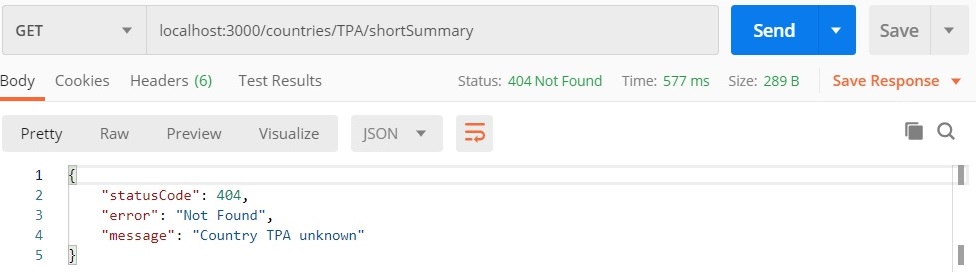 GET localhost:3000/countries/TPA/shortSummary Send Save
Body Cookies Headers (6) Test Results Status: 404 Not Found Time: 577 ms Size: 289 B Save Response
Pretty Raw Preview Visualize JSON
1 {
2 "statusCode": 404,
3 "error": "Not Found",
4 "message": "Country TPA unknown"
5 }